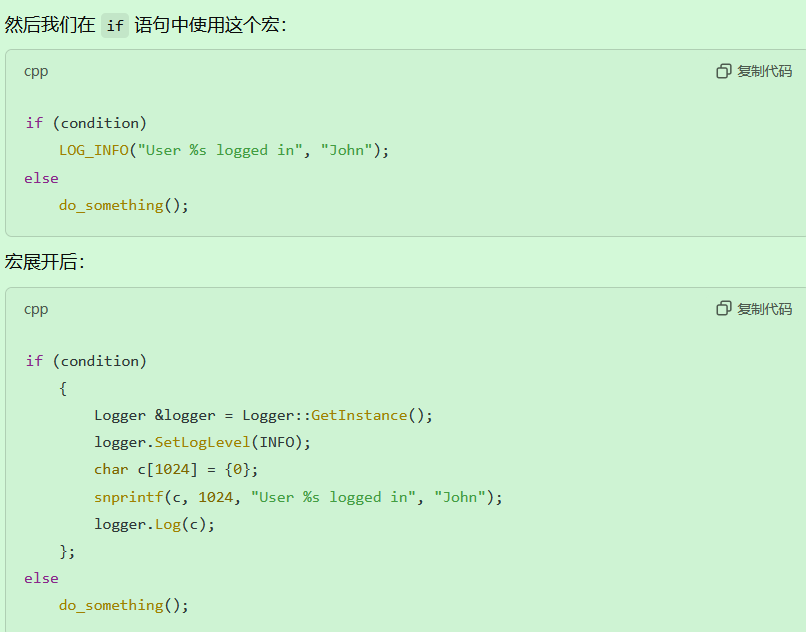 然后我们在 if 语句中使用这个宏：
cpp 复制代码
if (condition)
    LOG_INFO("User %s logged in", "John");
else
    do_something();
宏展开后：
cpp 复制代码
if (condition)
    {
        Logger &logger = Logger::GetInstance();
        logger.SetLogLevel(INFO);
        char c[1024] = {0};
        snprintf(c, 1024, "User %s logged in", "John");
        logger.Log(c);
    };
else
    do_something();